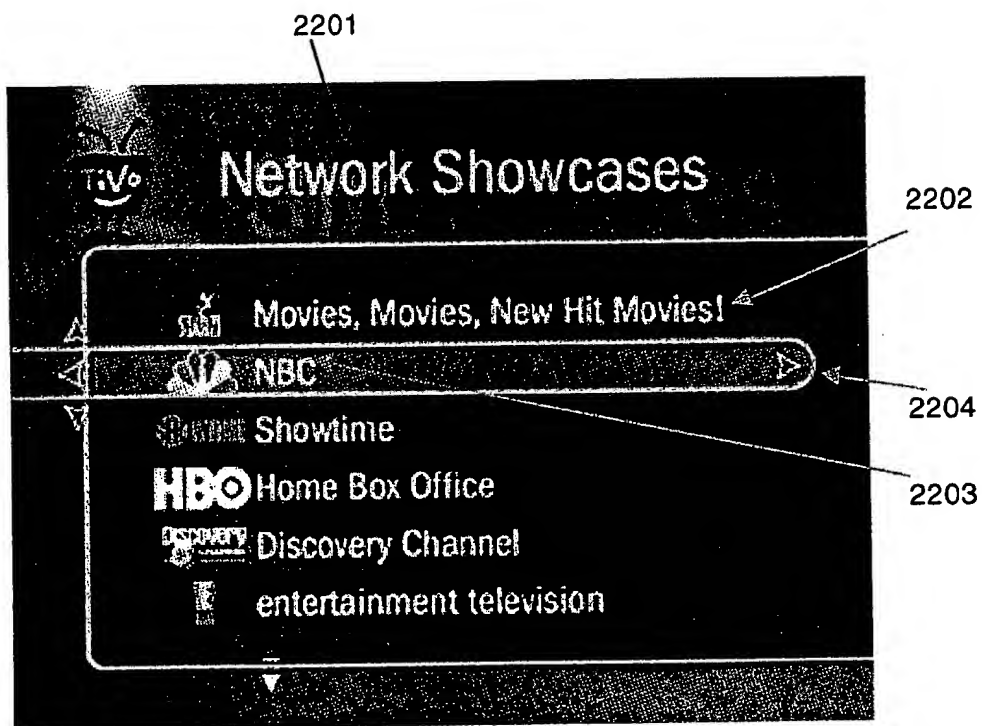 2201
TiVo
Network Showcases
2202
Movies, Movies, New Hit Movies!
NBC
2204
Showtime
2203
HBO Home Box Office
Discovery Discovery Channel
entertainment television